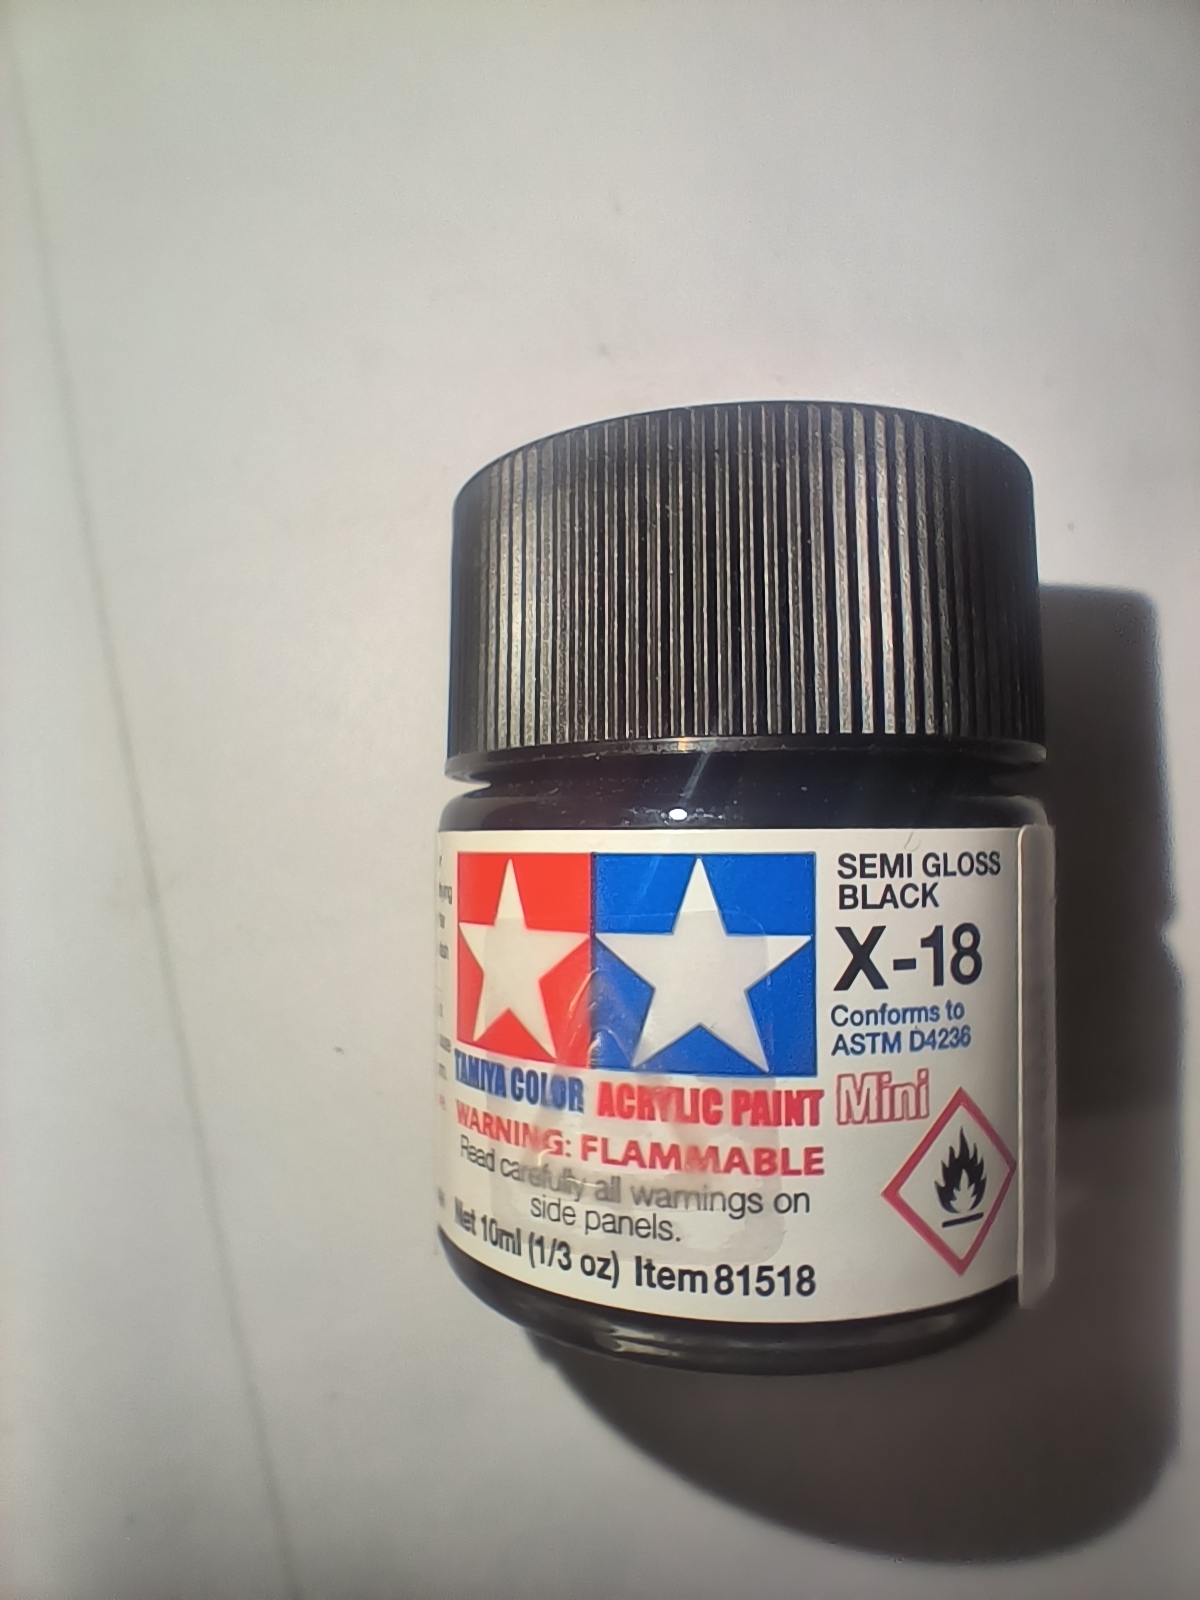 SEMI GLOSS
BLACK
X-18
Conforms to
ASTM D4236
TAMIYA COLOR ACRYLIC PAINT Mini
WARNING: FLAMMABLE
Read carefully all warnings on
side panels.
Net 10ml (1/3 oz) Item 81518